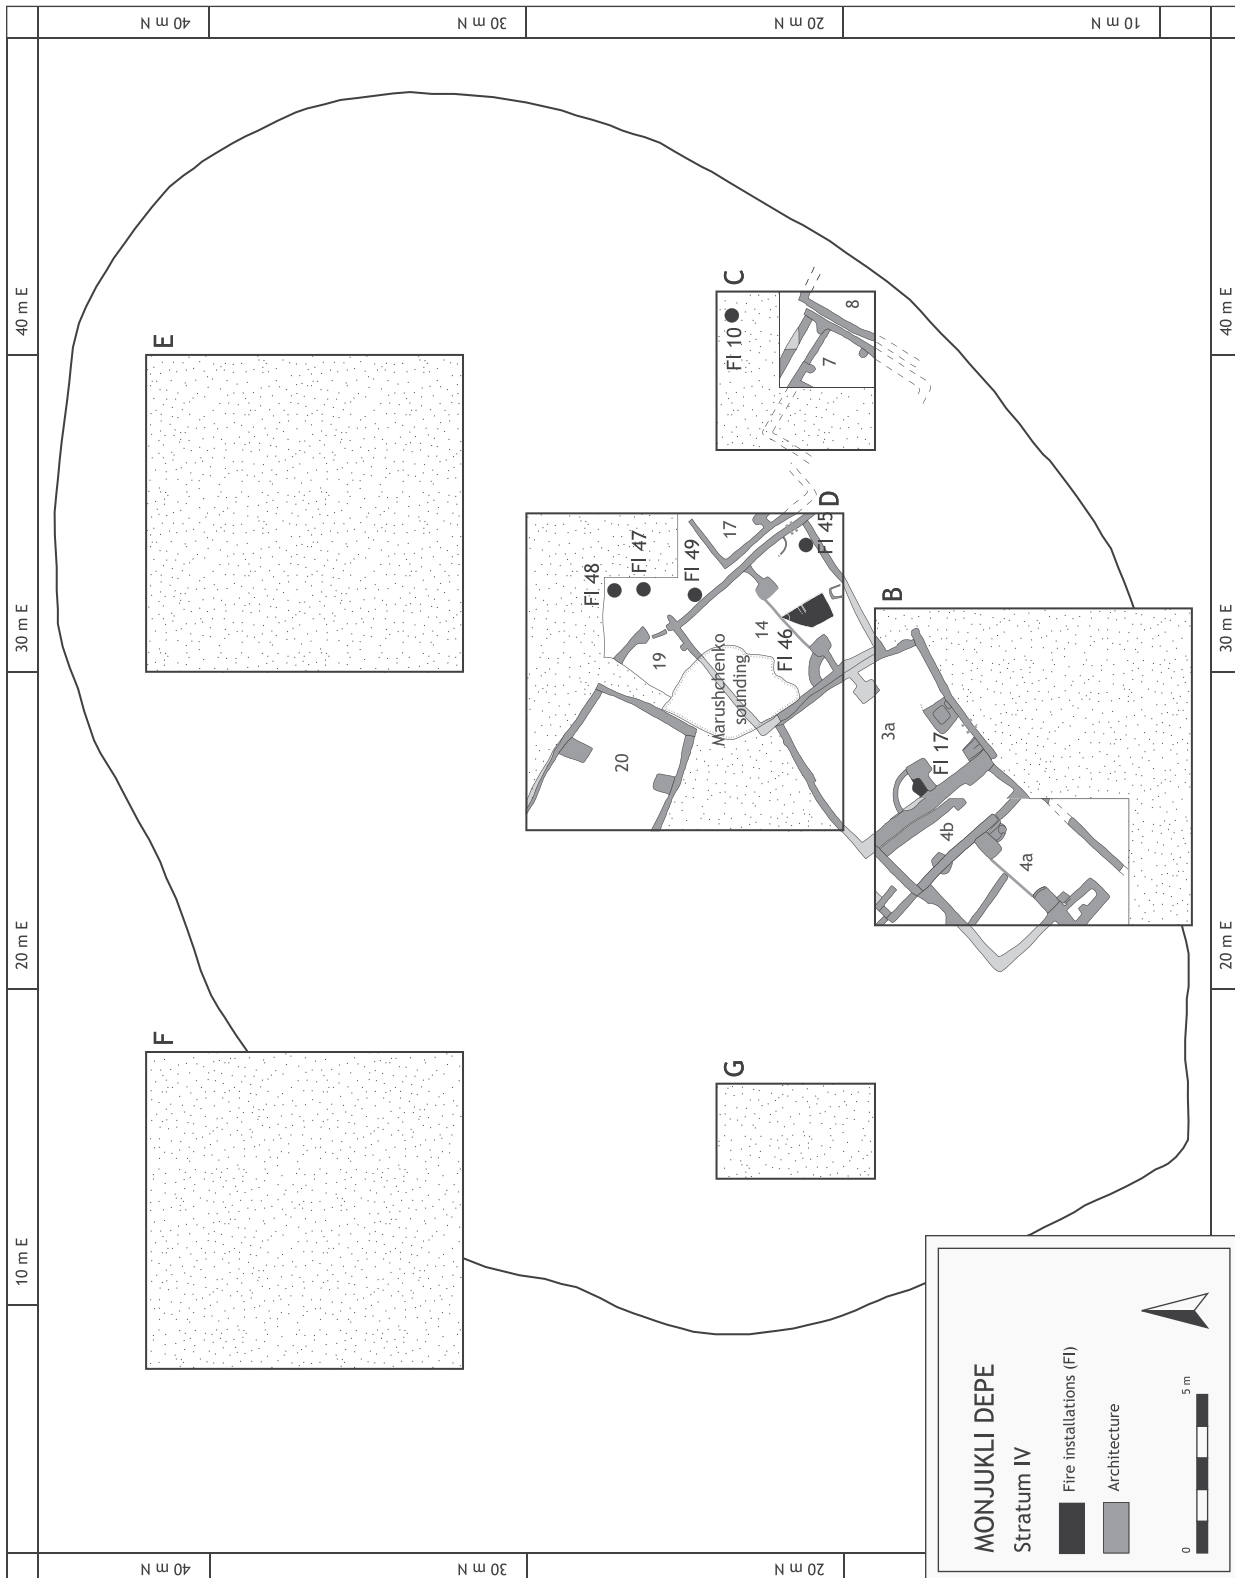 10 m E
20 m E
30 m E
40 m E
40 m N
40 m N
F
E
30 m N
30 m N
FI 48
FI 47
19
FI 49
20
Marushchenko
sounding
17
14
FI 46
FI 45
D
G
C
FI 10
7
8
20 m N
20 m N
B
3a
FI 17
4b
4a
10 m N
20 m E
40 m E
MONJUKLI DEPE
Stratum IV
Fire installations (FI)
Architecture
0
5 m